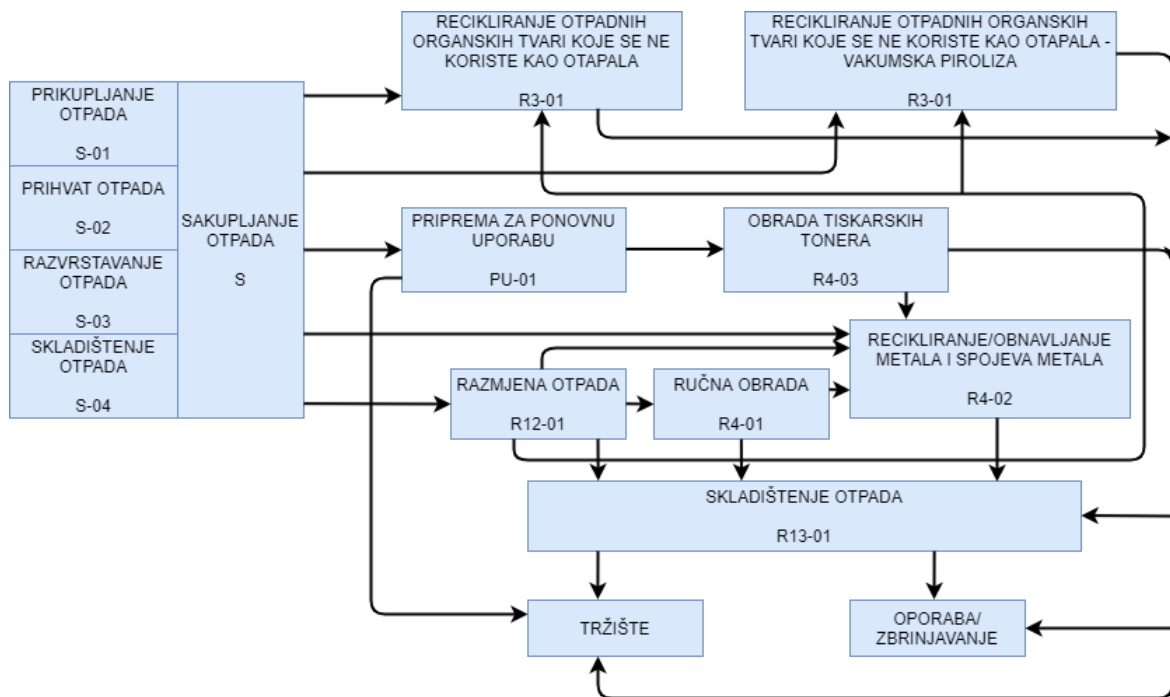 RECIKLIRANJE OTPADNIH
ORGANSKIH TVARI KOJE SE NE
KORISTE KAO OTAPALA
R3-01
RECIKLIRANJE OTPADNIH ORGANSKIH
TVARI KOJE SE NE KORISTE KAO OTAPALA -
VAKUMSKA PIROLIZA
R3-01
PRIKUPLJANJE
OTPADA
S-01
PRIHVAT OTPADA
S-02
RAZVRSTAVANJE
OTPADA
S-03
SKLADIŠTENJE
OTPADA
S-04
SAKUPLJANJE
OTPADA
S
PRIPREMA ZA PONOVNU
UPORABU
PU-01
OBRADA TISKARSKIH
TONERA
R4-03
RECIKLIRANJE/OBNAVLJANJE
METALA I SPOJEVA METALA
R4-02
RAZMJENA OTPADA
R12-01
RUČNA OBRADA
R4-01
SKLADIŠTENJE OTPADA
R13-01
TRŽIŠTE
OPORABA/
ZBRINJAVANJE